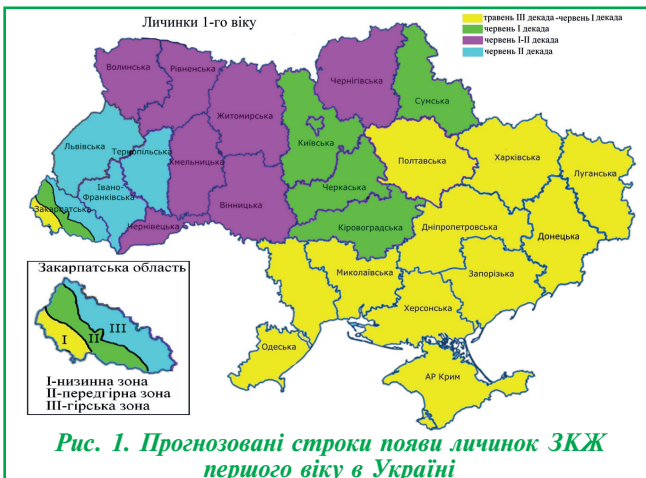 Личинки 1-го віку
травень III декада-червень I декада
червень I декада
червень I-II декада
червень II декада
Волинська
Рівненська
Житомирська
Чернігівська
Сумська
Київська
Львівська
Тернопільська
Хмельницька
Івано-
Франківська
Закарпатська
Чернівецька
Вінницька
Черкаська
Кіровоградська
Полтавська
Харківська
Луганська
Дніпропетровська
Донецька
Запорізька
Миколаївська
Херсонська
Одеська
АР Крим
Закарпатська область
I
II
III
I-низинна зона
II-передгірна зона
III-гірська зона
Рис. 1. Прогнозовані строки появи личинок ЗКЖ
першого віку в Україні